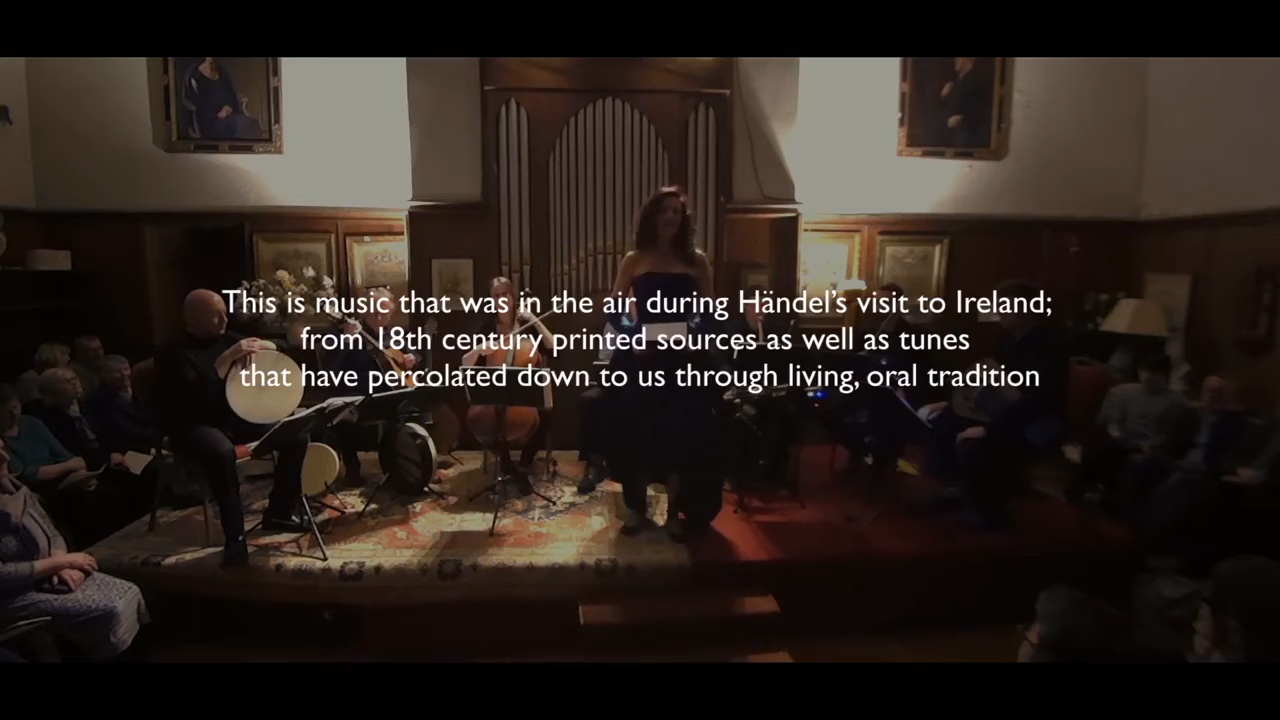 This is music that was in the air during Händel’s visit to Ireland;
from 18th century printed sources as well as tunes
that have percolated down to us through living, oral tradition